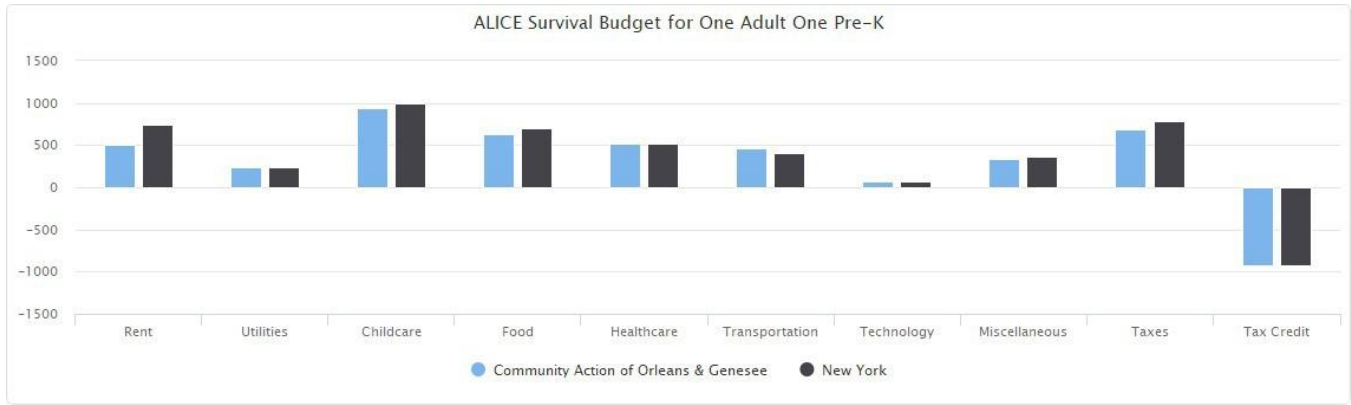 ALICE Survival Budget for One Adult One Pre-K
1500
1000
500
0
-500
-1000
-1500
Rent Utilities Childcare Food Healthcare Transportation Technology Miscellaneous Taxes Tax Credit
Community Action of Orleans & Genesee New York